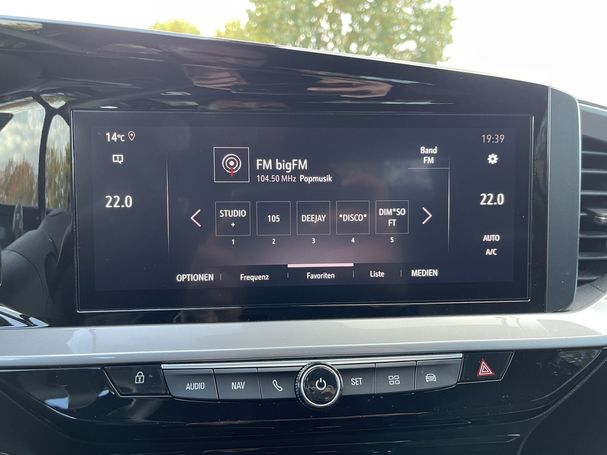 14°C
19:39
FM bigFM
104.50 MHz Popmusik
Band
FM
22.0
22.0
STUDIO
+
105
DEEJAY
*DISCO*
DIM*SO
FT
1
2
3
4
5
AUTO
A/C
OPTIONEN
Frequenz
Favoriten
Liste
MEDIEN
AUDIO
NAV
SET